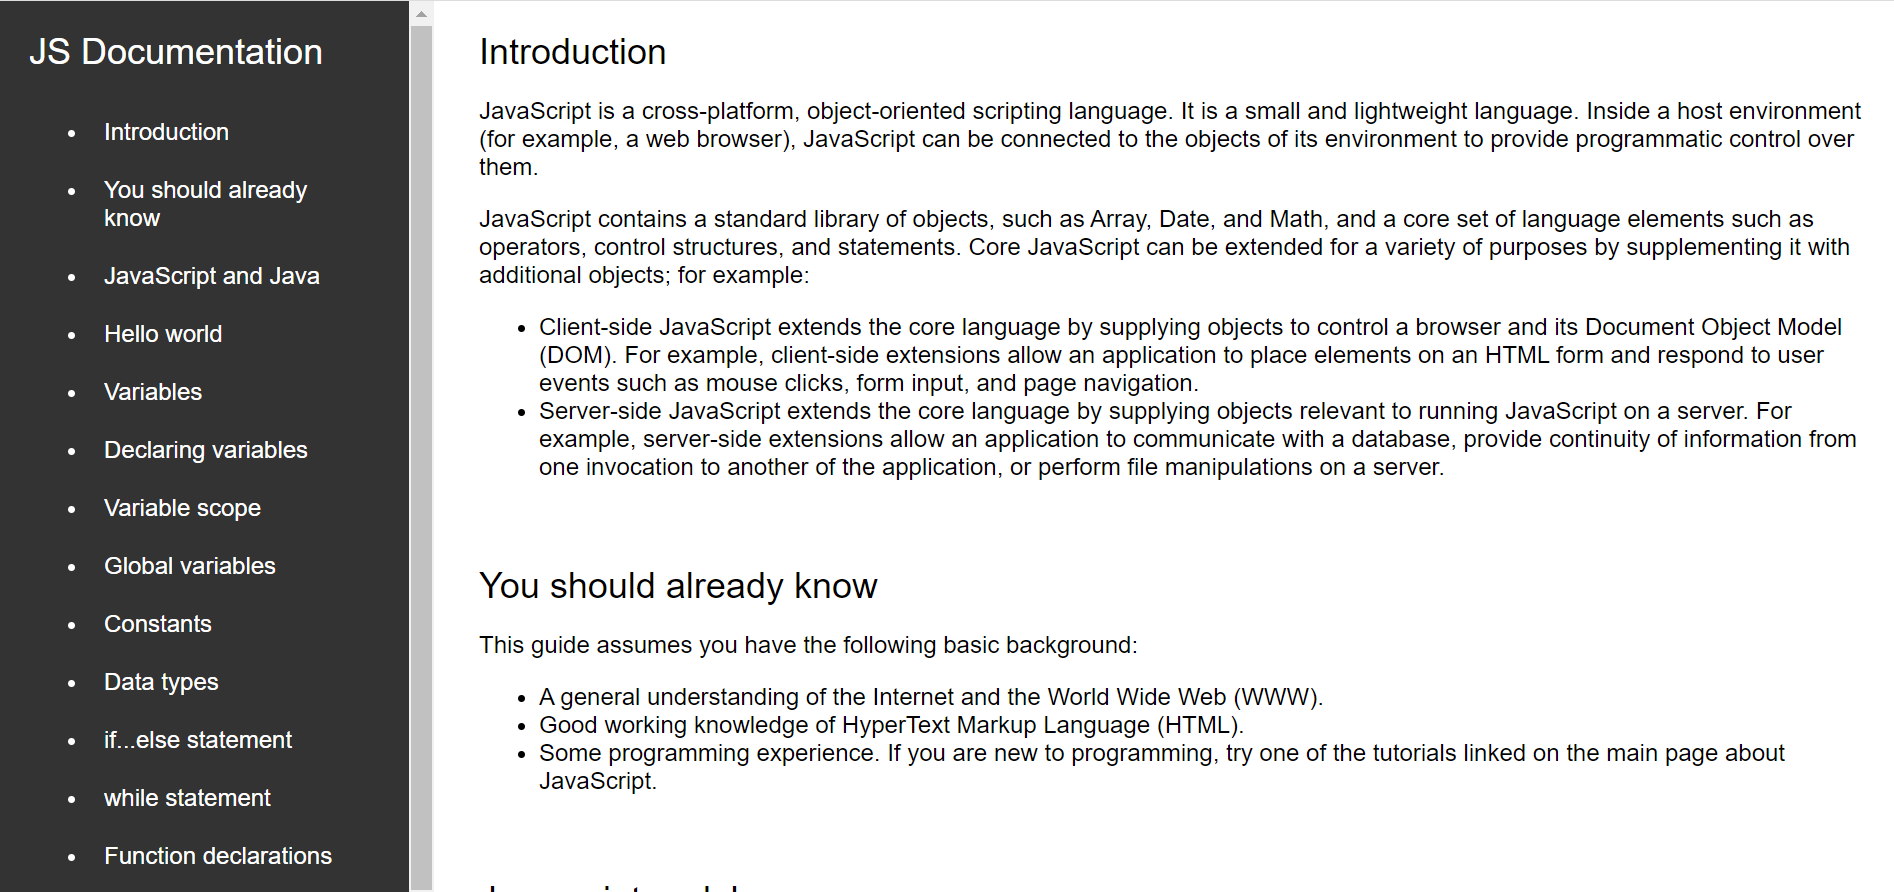 JS Documentation
Introduction
You should already
know
JavaScript and Java
Hello world
Variables
Declaring variables
Variable scope
Global variables
Constants
Data types
if...else statement
while statement
Function declarations
Introduction
JavaScript is a cross-platform, object-oriented scripting language. It is a small and lightweight language. Inside a host environment
(for example, a web browser), JavaScript can be connected to the objects of its environment to provide programmatic control over
them.
JavaScript contains a standard library of objects, such as Array, Date, and Math, and a core set of language elements such as
operators, control structures, and statements. Core JavaScript can be extended for a variety of purposes by supplementing it with
additional objects; for example:
Client-side JavaScript extends the core language by supplying objects to control a browser and its Document Object Model
(DOM). For example, client-side extensions allow an application to place elements on an HTML form and respond to user
events such as mouse clicks, form input, and page navigation.
Server-side JavaScript extends the core language by supplying objects relevant to running JavaScript on a server. For
example, server-side extensions allow an application to communicate with a database, provide continuity of information from
one invocation to another of the application, or perform file manipulations on a server.
You should already know
This guide assumes you have the following basic background:
A general understanding of the Internet and the World Wide Web (WWW).
Good working knowledge of HyperText Markup Language (HTML).
Some programming experience. If you are new to programming, try one of the tutorials linked on the main page about
JavaScript.